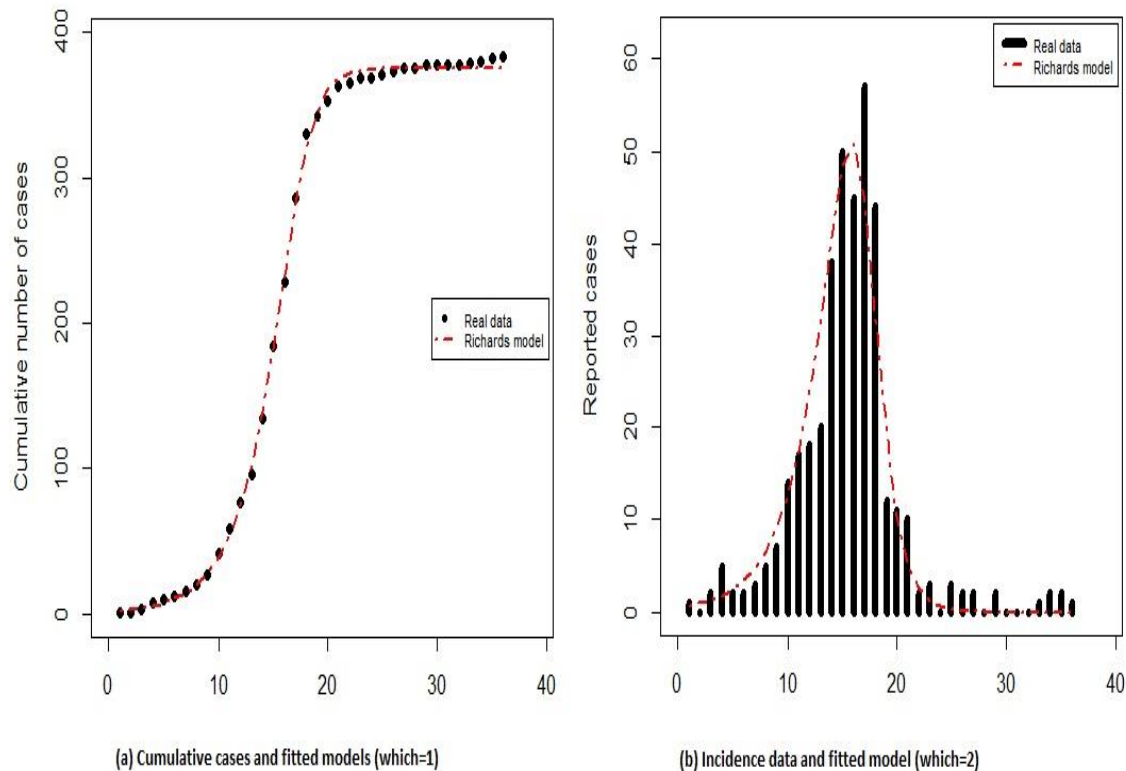 Cumulative number of cases
400
300
200
100
0
0 10 20 30 40
Real data
Richards model
(a) Cumulative cases and fitted models (which=1)
Reported cases
60
50
40
30
20
10
0
0 10 20 30 40
Real data
Richards model
(b) Incidence data and fitted model (which=2)